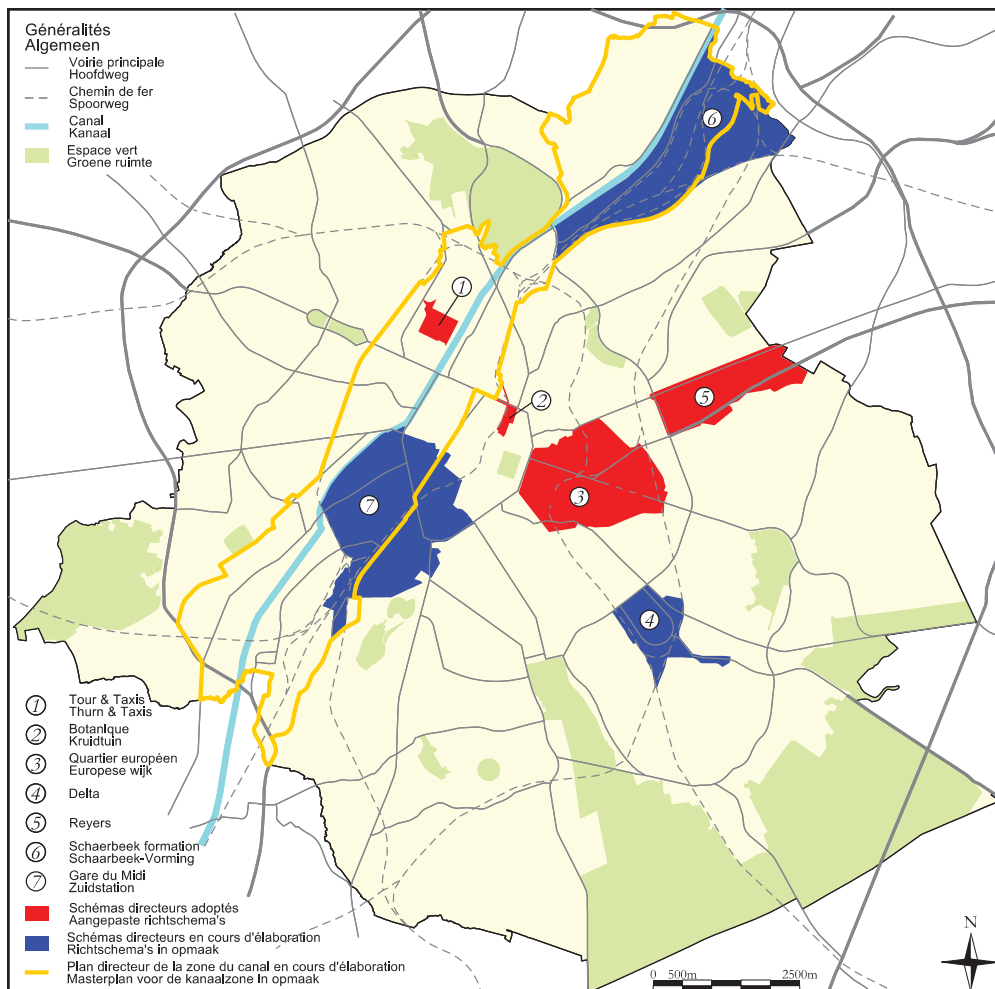 Généralités
Algemeen
Voirie principale
Hoofdweg
Chemin de fer
Spoorweg
Canal
Kanaal
Espace vert
Groene ruimte
6
1
2
5
3
7
4
1 Tour & Taxis
Thurn & Taxis
2 Botanique
Kruidtuin
3 Quartier européen
Europese wijk
4 Delta
5 Reyers
6 Schaerbeek formation
Schaarbeek-Vorming
7 Gare du Midi
Zuidstation
Schémas directeurs adoptés
Aangepaste richtschema's
Schémas directeurs en cours d'élaboration
Richtschema's in opmaak
Plan directeur de la zone du canal en cours d'élaboration
Masterplan voor de kanaalzone In opmaak
0 500m 2500m
N